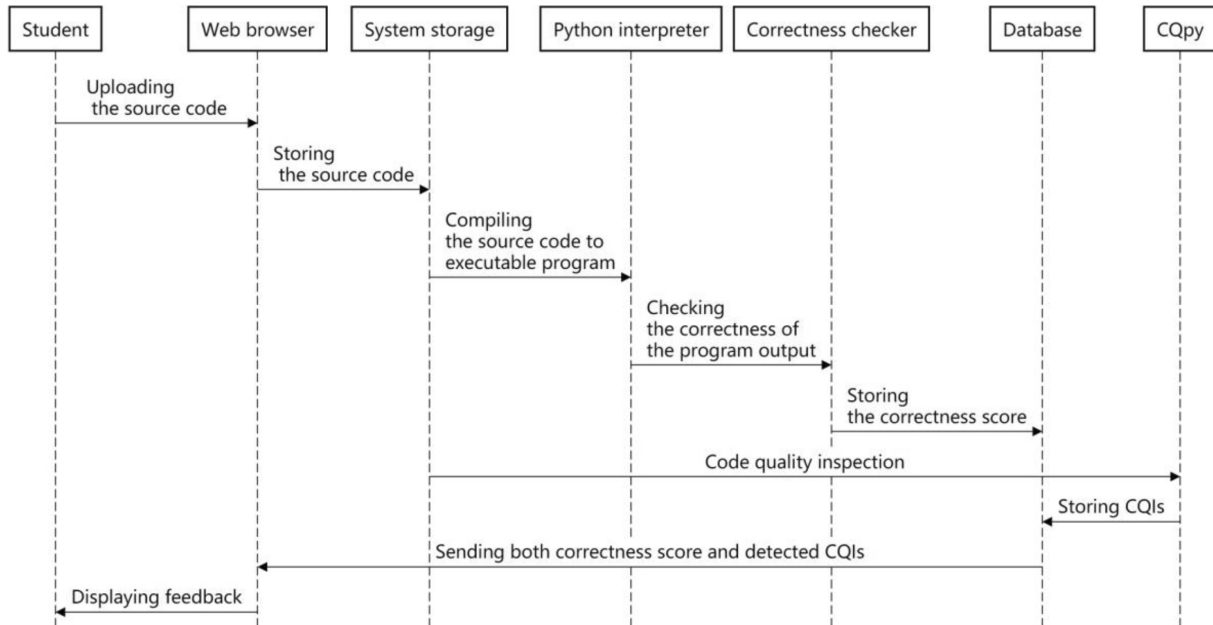 Student
Web browser
System storage
Python interpreter
Correctness checker
Database
CQpy
Uploading
the source code
Storing
the source code
Compiling
the source code to
executable program
Checking
the correctness of
the program output
Storing
the correctness score
Code quality inspection
Storing CQIs
Sending both correctness score and detected CQIs
Displaying feedback